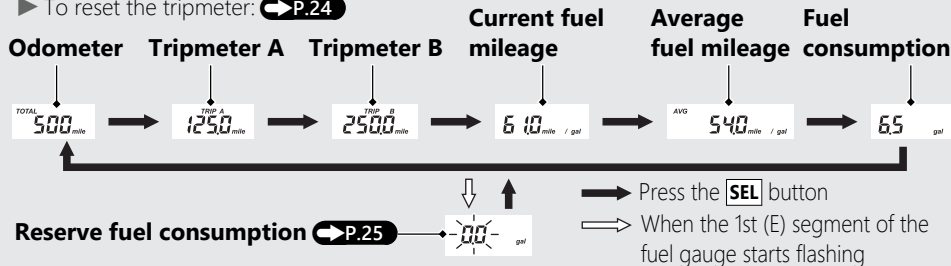 ▶ To reset the tripmeter: ➔P.24
Odometer Tripmeter A Tripmeter B Current fuel mileage Average fuel mileage Fuel consumption
TOTAL 500 mile
TRIP A 125.0 mile
TRIP B 250.0 mile
61.0 mile / gal
AVG 54.0 mile / gal
6.5 gal
Reserve fuel consumption ➔P.25
0.0 gal
Press the SEL button
When the 1st (E) segment of the
fuel gauge starts flashing